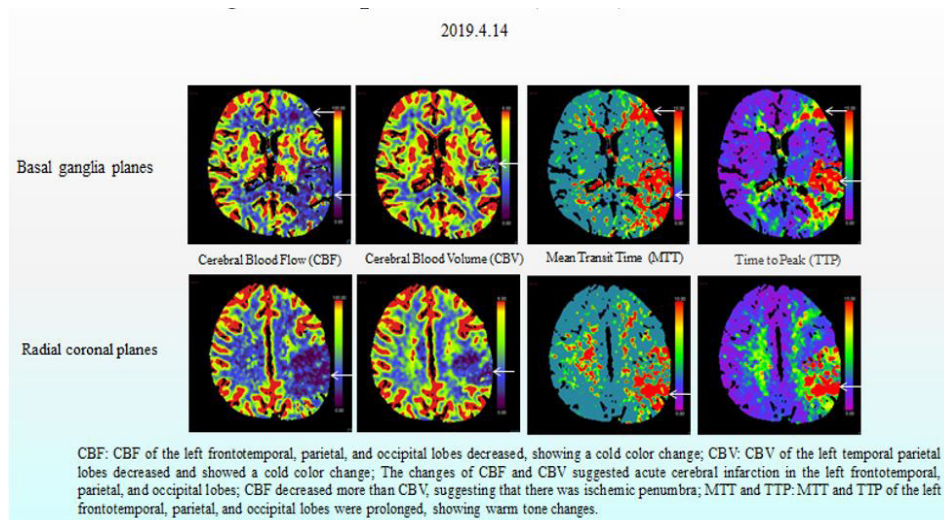 2019.4.14
Basal ganglia planes
Cerebral Blood Flow (CBF)
Cerebral Blood Volume (CBV)
Mean Transit Time (MTT)
Time to Peak (TTP)
Radial coronal planes
CBF: CBF of the left frontotemporal, parietal, and occipital lobes decreased, showing a cold color change; CBV: CBV of the left temporal parietal
lobes decreased and showed a cold color change; The changes of CBF and CBV suggested acute cerebral infarction in the left frontotemporal,
parietal, and occipital lobes; CBF decreased more than CBV, suggesting that there was ischemic penumbra; MTT and TTP: MTT and TTP of the left
frontotemporal, parietal, and occipital lobes were prolonged, showing warm tone changes.